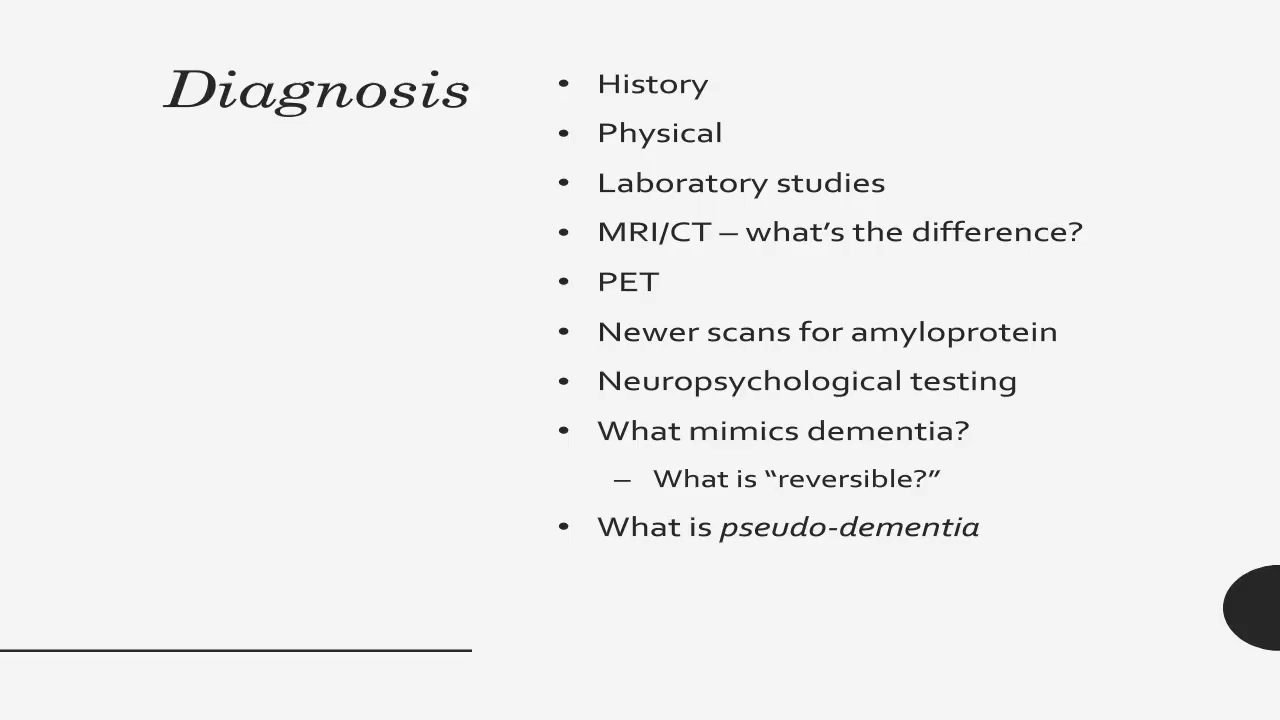 Diagnosis
• History
• Physical
• Laboratory studies
• MRI/CT – what’s the difference?
• PET
• Newer scans for amyloprotein
• Neuropsychological testing
• What mimics dementia?
– What is “reversible?”
• What is pseudo-dementia